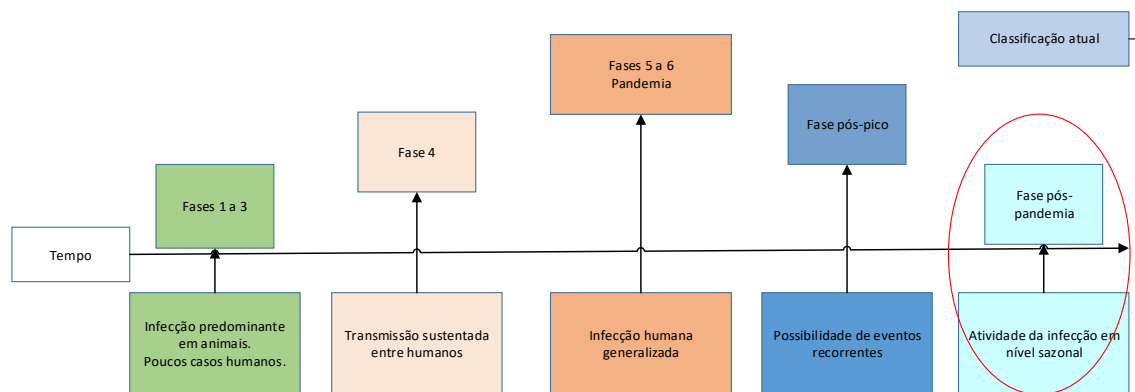 Classificação atual
Fases 5 a 6
Pandemia
Fase pós-pico
Fase 4
Fases 1 a 3
Fase pós-
pandemia
Tempo
Infecção predominante
em animais.
Poucos casos humanos.
Transmissão sustentada
entre humanos
Infecção humana
generalizada
Possibilidade de eventos
recorrentes
Atividade da infecção em
nível sazonal